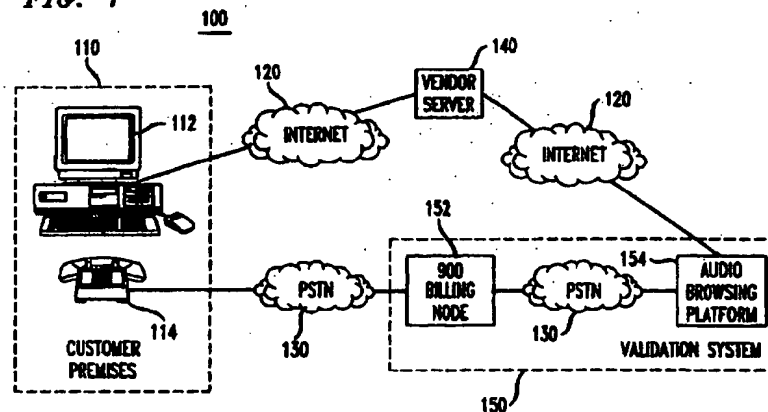 FIG. 1
100
110
112
120
INTERNET
VENDOR
SERVER
140
120
INTERNET
114
CUSTOMER
PREMISES
PSTN
130
152
900
BILLING
NODE
PSTN
130
154
AUDIO
BROWSING
PLATFORM
VALIDATION SYSTEM
150